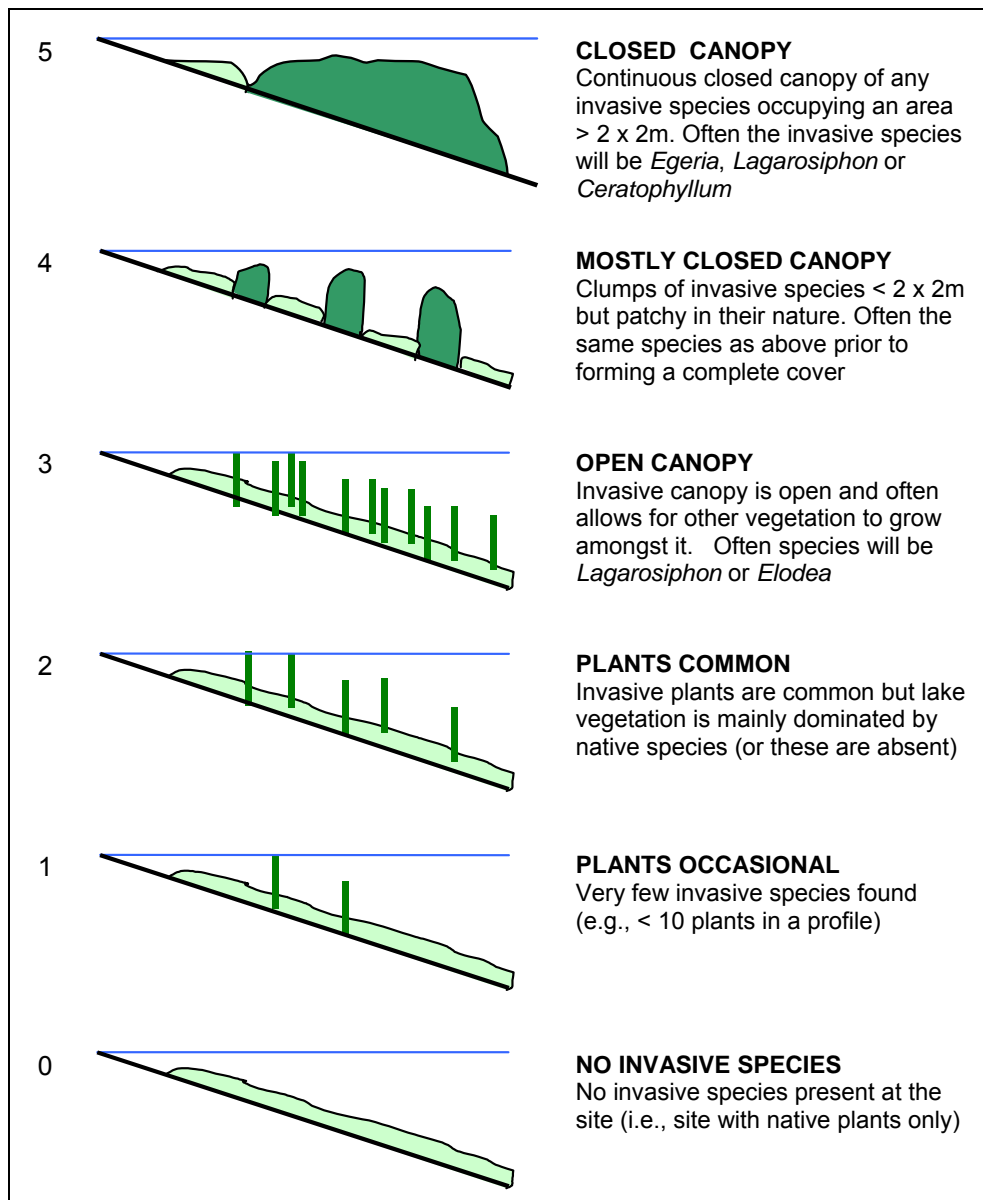 5
CLOSED CANOPY
Continuous closed canopy of any
invasive species occupying an area
> 2 x 2m. Often the invasive species
will be Egeria, Lagarosiphon or
Ceratophyllum
4
MOSTLY CLOSED CANOPY
Clumps of invasive species < 2 x 2m
but patchy in their nature. Often the
same species as above prior to
forming a complete cover
3
OPEN CANOPY
Invasive canopy is open and often
allows for other vegetation to grow
amongst it. Often species will be
Lagarosiphon or Elodea
2
PLANTS COMMON
Invasive plants are common but lake
vegetation is mainly dominated by
native species (or these are absent)
1
PLANTS OCCASIONAL
Very few invasive species found
(e.g., < 10 plants in a profile)
0
NO INVASIVE SPECIES
No invasive species present at the
site (i.e., site with native plants only)